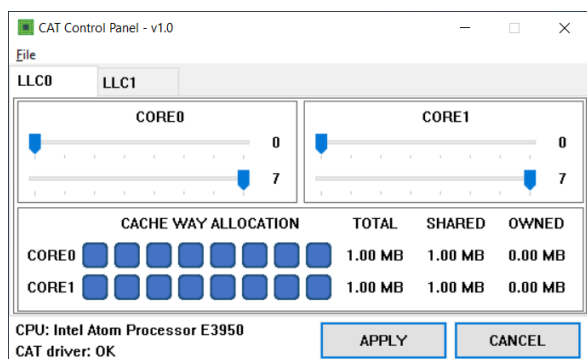 CAT Control Panel - v1.0
File
LLC0 LLC1
CORE0 CORE1
0 0
7 7
CACHE WAY ALLOCATION TOTAL SHARED OWNED
CORE0 1.00 MB 1.00 MB 0.00 MB
CORE1 1.00 MB 1.00 MB 0.00 MB
CPU: Intel Atom Processor E3950
CAT driver: OK
APPLY CANCEL